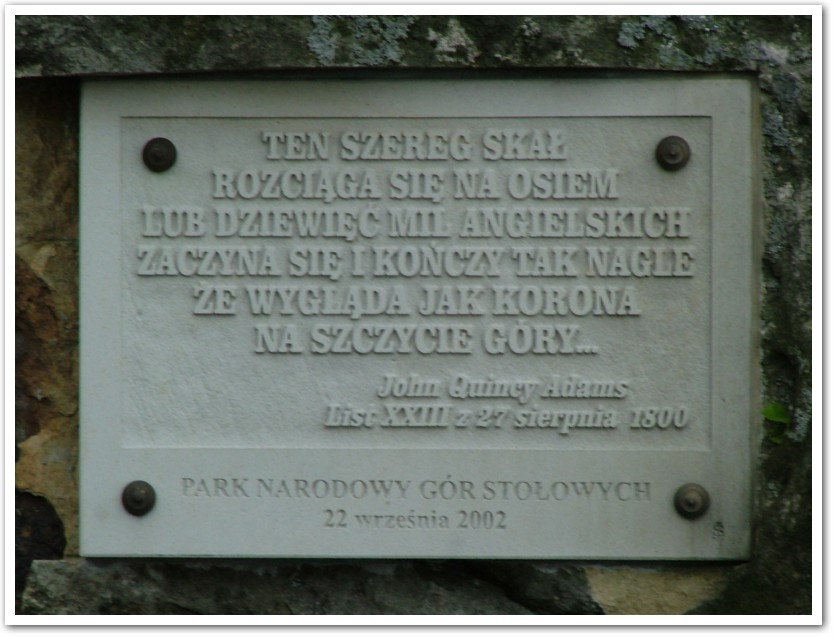 TEN SZEREG SKAŁ
ROZCIĄGA SIĘ NA OSIEM
LUB DZIEWIĘĆ MIL ANGIELSKICH
ZACZYNA SIĘ I KOŃCZY TAK NAGLE
ŻE WYGLĄDA JAK KORONA
NA SZCZYCIE GÓRY...
John Quincy Adams
List XXIII z 27 sierpnia 1800
PARK NARODOWY GÓR STOŁOWYCH
22 września 2002